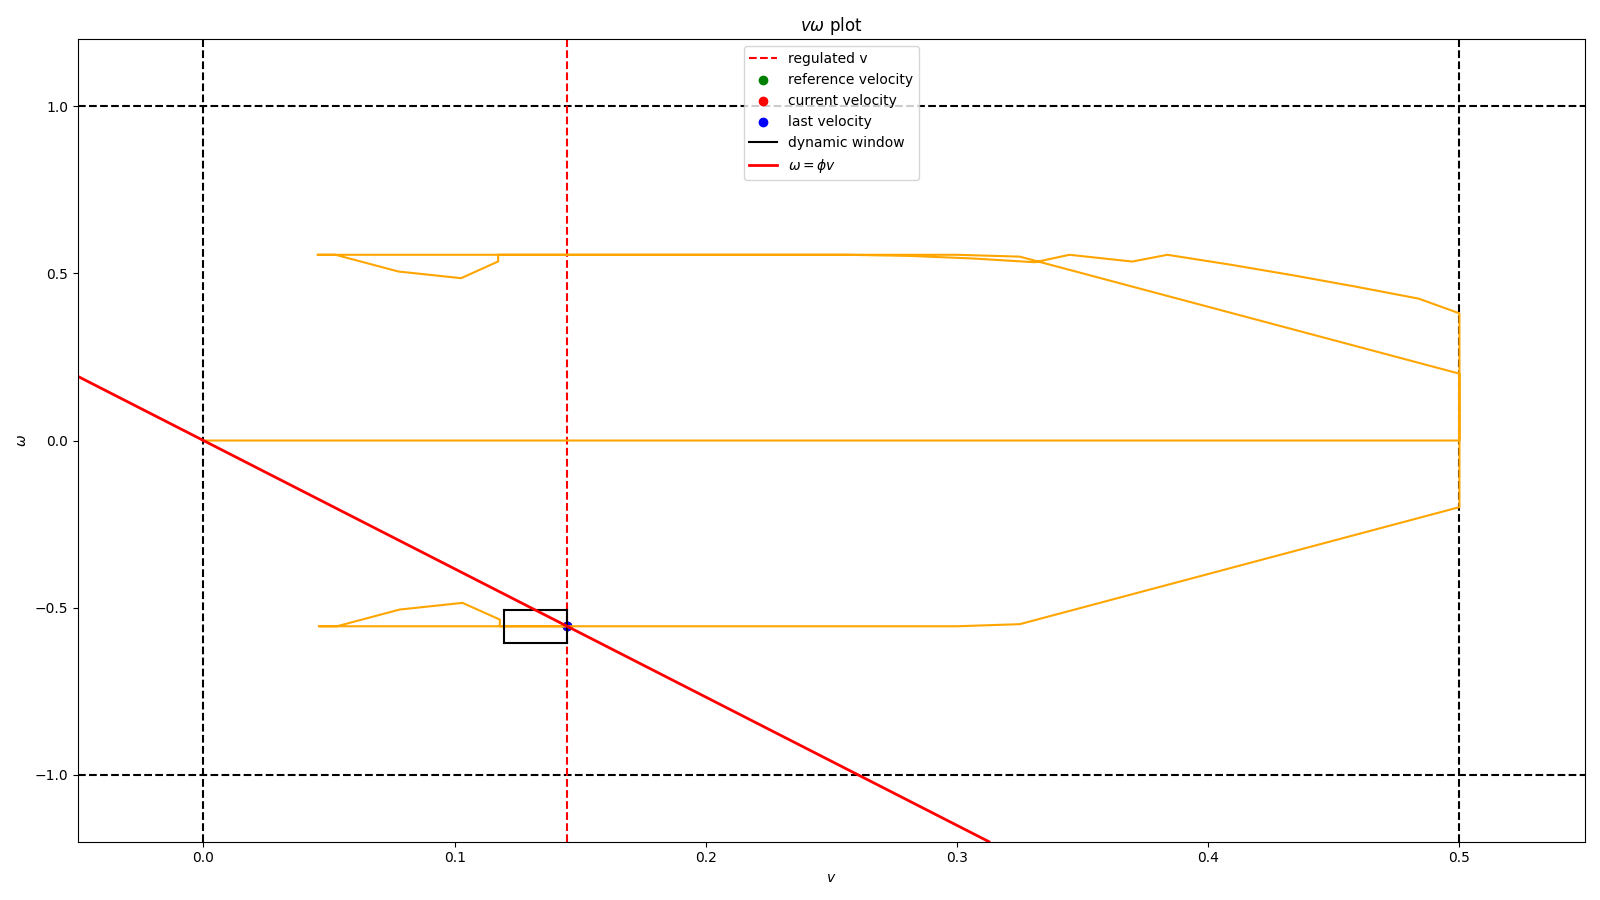 vω plot
regulated v
reference velocity
current velocity
last velocity
dynamic window
ω = ϕv
1.0
0.5
0.0
−0.5
−1.0
ω
0.0 0.1 0.2 0.3 0.4 0.5
v